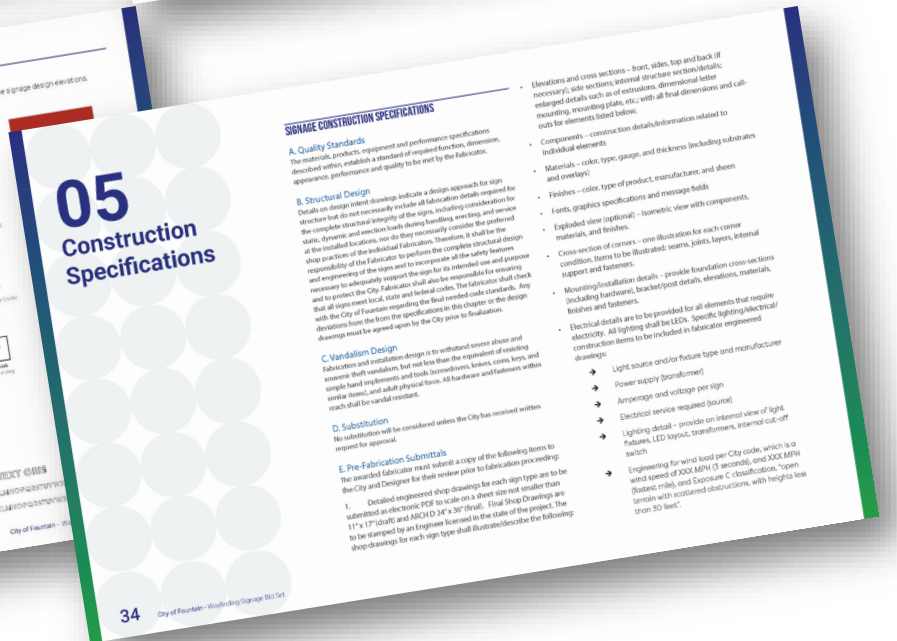 e signage design elevations.
City of Fountain - Wa
05
Construction
Specifications
SIGNAGE CONSTRUCTION SPECIFICATIONS
A. Quality Standards
The materials, products, equipment and performance specifications
described within, establish a standard of required function, dimension,
appearance, performance and quality to be met by the Fabricator.
B. Structural Design
Details on design intent drawings indicate a design approach for sign
structure but do not necessarily include all fabrication details required for
the complete structural integrity of the signs, including consideration for
static, dynamic and erection loads during handling, erecting, and service
at the installed locations, nor do they necessarily consider the preferred
shop practices of the individual Fabricators. Therefore, it shall be the
responsibility of the Fabricator to perform the complete structural design
and engineering of the signs and to incorporate all the safety features
necessary to adequately support the sign for its intended use and purpose
and to protect the City. Fabricator shall also be responsible for ensuring
that all signs meet local, state and federal codes. The fabricator shall check
with the City of Fountain regarding the final needed code standards. Any
deviations from the from the specifications in this chapter or the design
drawings must be agreed upon by the City prior to finalization.
C. Vandalism Design
Fabrication and installation design is to withstand severe abuse and
souvenir theft vandalism, but not less than the equivalent of resisting
simple hand implements and tools (screwdrivers, knives, coins, keys, and
similar items), and adult physical force. All hardware and fasteners within
reach shall be vandal resistant.
D. Substitution
No substitution will be considered unless the City has received written
request for approval.
E. Pre-Fabrication Submittals
The awarded fabricator must submit a copy of the following items to
the City and Designer for their review prior to fabrication proceeding:
1. Detailed engineered shop drawings for each sign type are to be
submitted as electronic PDF to scale on a sheet size not smaller than
11" x 17" (draft) and ARCH D 24" x 36" (final). Final Shop Drawings are
to be stamped by an Engineer licensed in the state of the project. The
shop drawings for each sign type shall illustrate/describe the following:
• Elevations and cross sections – front, sides, top and back (if
necessary); side sections; internal structure section/details;
enlarged details such as of extrusions, dimensional letter
mounting, mounting plate, etc.; with all final dimensions and call-
outs for elements listed below.
• Components – construction details/information related to
individual elements
• Materials – color, type, gauge, and thickness (including substrates
and overlays)
• Finishes – color, type of product, manufacturer, and sheen
• Fonts, graphics specifications and message fields
• Exploded view (optional) – isometric view with components,
materials, and finishes.
• Cross-section of corners – one illustration for each corner
condition. Items to be illustrated: seams, joints, layers, internal
support and fasteners.
• Mounting/installation details – provide foundation cross-sections
(including hardware), bracket/post details, elevations, materials,
finishes and fasteners.
• Electrical details are to be provided for all elements that require
electricity. All lighting shall be LEDs. Specific lighting/electrical/
construction items to be included in fabricator engineered
drawings:
➔ Light source and/or fixture type and manufacturer
➔ Power supply (transformer)
➔ Amperage and voltage per sign
➔ Electrical service required (source)
➔ Lighting detail – provide an internal view of light
fixtures, LED layout, transformers, internal cut-off
switch
➔ Engineering for wind load per City code, which is a
wind speed of XXX MPH (3 seconds), and XXX MPH
(fastest mile), and Exposure C classification, "open
terrain with scattered obstructions, with heights less
than 30 feet".
34 City of Fountain - Wayfinding Signage Bid Set